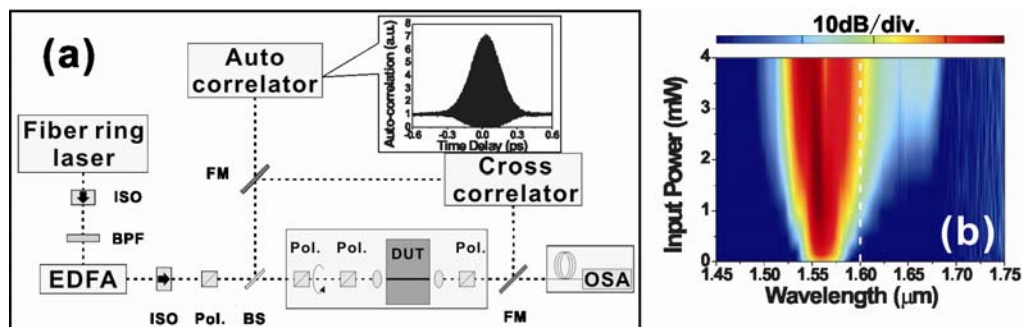 (a)
Auto
correlator
Auto-correlation (a.u.)
8
7
6
5
4
3
2
1
0
-0.6 -0.3 0.0 0.3 0.6
Time Delay (ps)
Fiber ring
laser
ISO
BPF
EDFA
ISO
Pol.
BS
FM
Cross
correlator
Pol.
Pol.
DUT
Pol.
FM
OSA
10dB/div.
Input Power (mW)
4
3
2
1
0
(b)
1.45 1.55 1.60 1.65 1.70 1.75
Wavelength (μm)